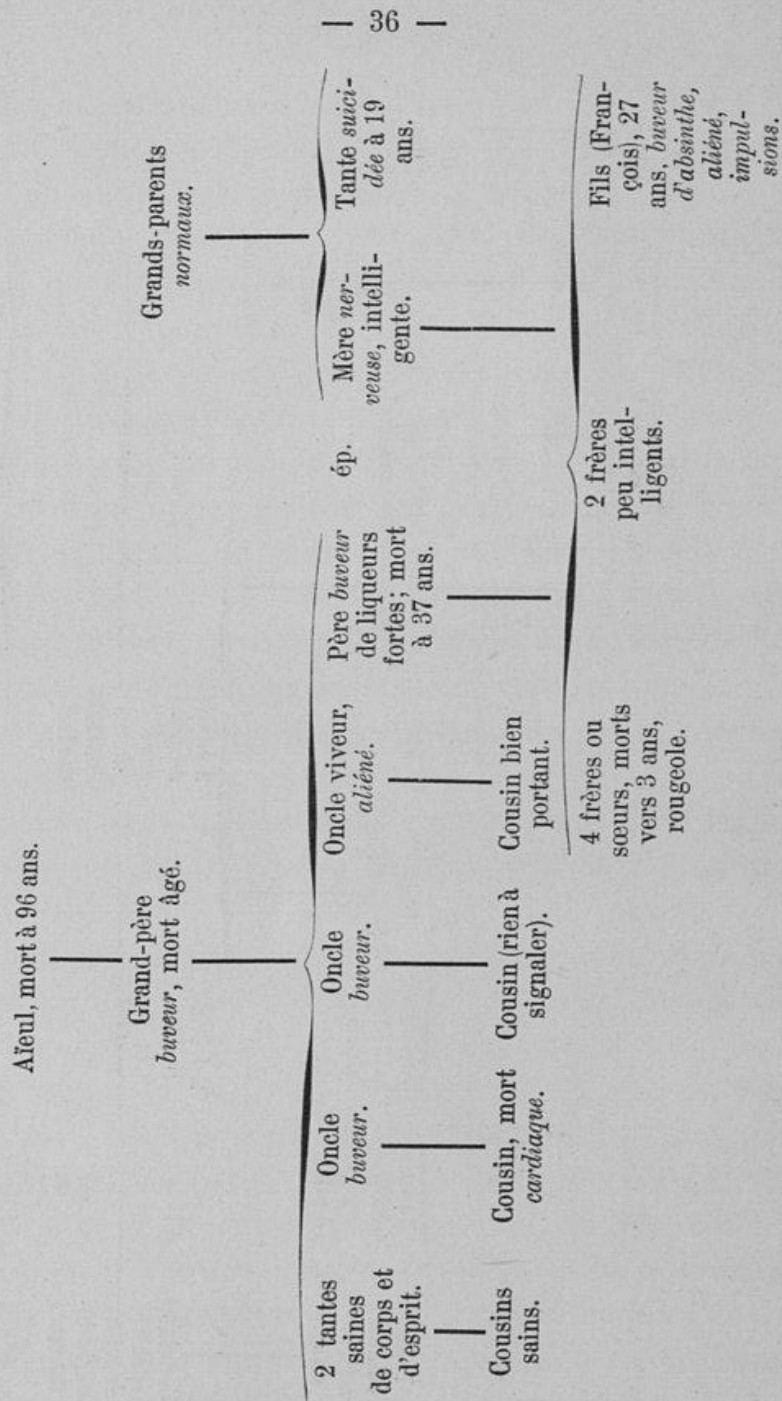 — 36 —
Aïeul, mort à 96 ans.
Grand-père
buveur, mort âgé.
Grands-parents
normaux.
2 tantes
saines
de corps et
d'esprit.
Oncle
buveur.
Oncle
buveur.
Oncle viveur,
aliéné.
Père buveur
de liqueurs
fortes; mort
à 37 ans.
ép.
Mère ner-
veuse, intelli-
gente.
Tante suici-
dée à 19
ans.
Cousins
sains.
Cousin, mort
cardiaque.
Cousin (rien à
signaler).
Cousin bien
portant.
4 frères ou
sœurs, morts
vers 3 ans,
rougeole.
2 frères
peu intel-
ligents.
Fils (Fran-
çois), 27
ans, buveur
d'absinthe,
aliéné,
impul-
sions.